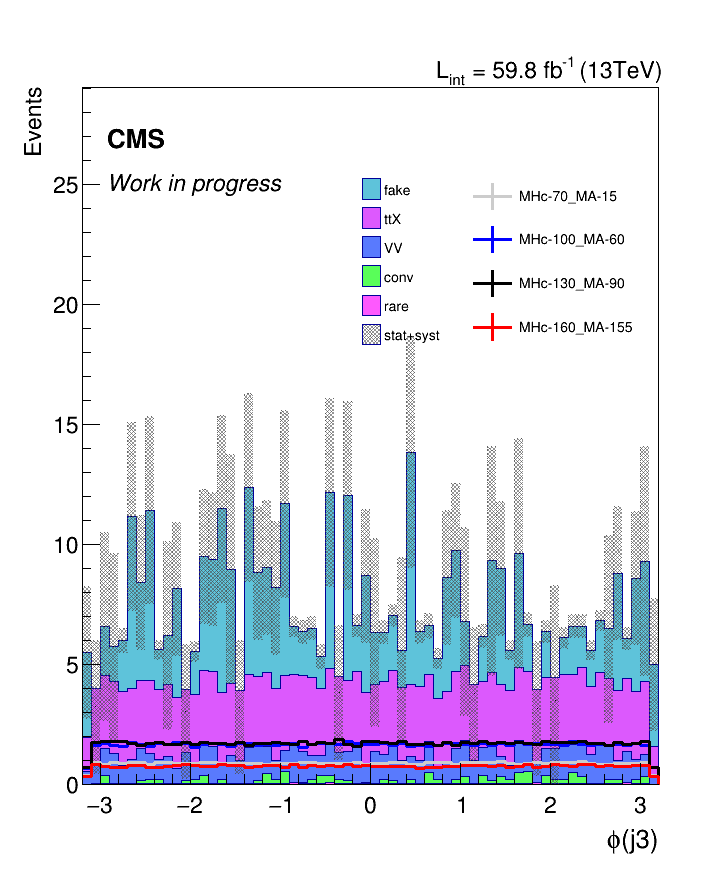 L_int = 59.8 fb^-1 (13TeV)
Events
CMS
Work in progress
fake
ttX
VV
conv
rare
stat+syst
MHc-70_MA-15
MHc-100_MA-60
MHc-130_MA-90
MHc-160_MA-155
25
20
15
10
5
0
−3 −2 −1 0 1 2 3
ϕ(j3)